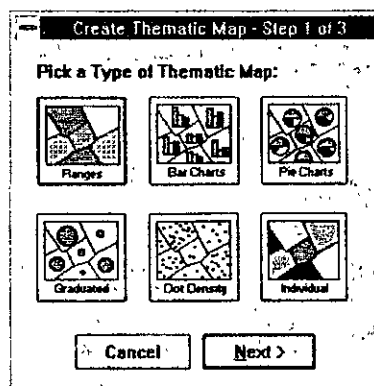 Create Thematic Map - Step 1 of 3
Pick a Type of Thematic Map:
Ranges Bar Charts Pie Charts
Graduated Dot Density Individual
Cancel Next >